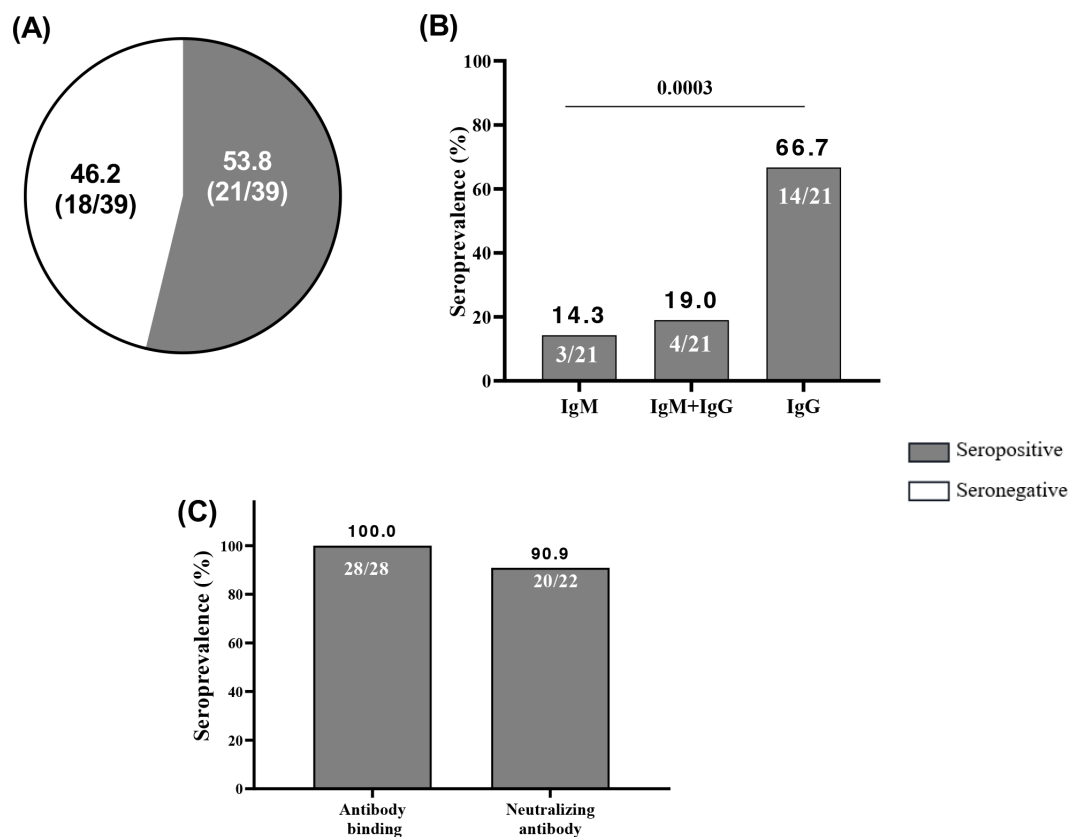 (A)
46.2
(18/39)
53.8
(21/39)
(B)
Seroprevalence (%)
100
80
60
40
20
0
0.0003
14.3
3/21
19.0
4/21
66.7
14/21
IgM
IgM+IgG
IgG
Seropositive
Seronegative
(C)
Seroprevalence (%)
100
80
60
40
20
0
100.0
28/28
90.9
20/22
Antibody
binding
Neutralizing
antibody